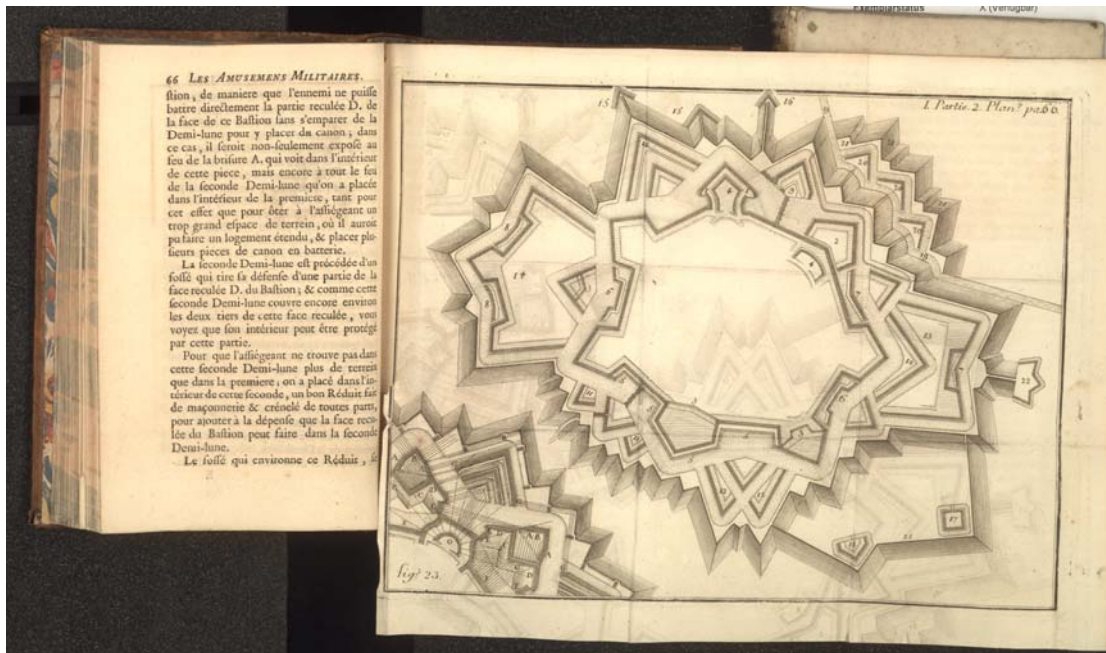 Exemplarstatus X (Verfügbar)
66 LES AMUSEMENS MILITAIRES.
ſtion, de maniere que l'ennemi ne puiſſe
battre directement la partie reculée D. de
la face de ce Baſtion ſans s'emparer de la
Demi-lune pour y placer du canon; dans
ce cas, il ſeroit non-ſeulement expoſé au
feu de la briſure A. qui voit dans l'intérieur
de cette piece, mais encore à tout le feu
de la ſeconde Demi-lune qu'on a placée
dans l'intérieur de la premiere, tant pour
cet effet que pour ôter à l'aſſiégeant un
trop grand eſpace de terrein, où il auroit
pu faire un logement étendu, & placer plu-
ſieurs pieces de canon en batterie.
La ſeconde Demi-lune eſt précédée d'un
foſſé qui tire ſa défenſe d'une partie de la
face reculée D. du Baſtion; & comme cette
ſeconde Demi-lune couvre encore environ
les deux tiers de cette face reculée, vous
voyez que ſon intérieur peut être protégé
par cette partie.
Pour que l'aſſiégeant ne trouve pas dans
cette ſeconde Demi-lune plus de terrein
que dans la premiere, on a placé dans l'in-
térieur de cette ſeconde, un bon Réduit fait
de maçonnerie & crénelé de toutes parts,
pour ajouter à la dépenſe que la face recu-
lée du Baſtion peut faire dans la ſeconde
Demi-lune.
Le foſſé qui environne ce Réduit, ſe
I. Partie. 2. Planc. pa 66.
15
15
16
4
2
14
13
22
17
fig. 23.